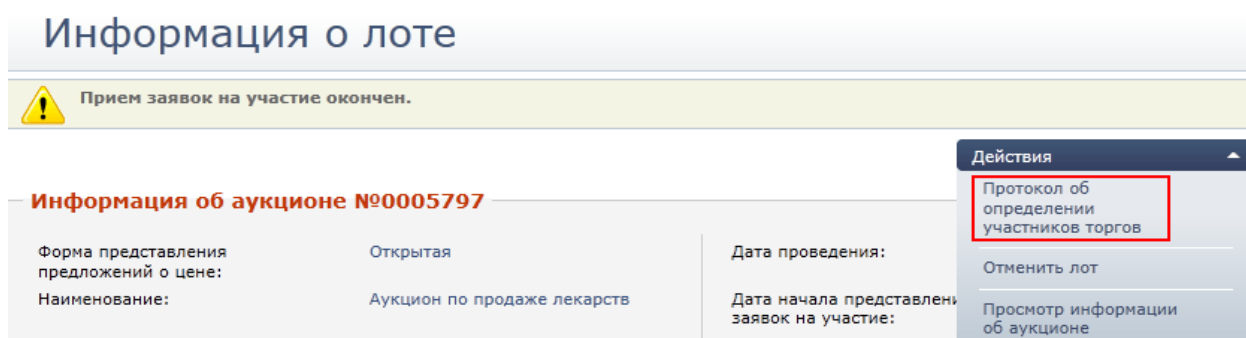 Информация о лоте
Прием заявок на участие окончен.
Действия
Протокол об
определении
участников торгов
Отменить лот
Просмотр информации
об аукционе
Информация об аукционе №0005797
Форма представления
предложений о цене:
Открытая
Наименование:
Аукцион по продаже лекарств
Дата проведения:
Дата начала представлени
заявок на участие: